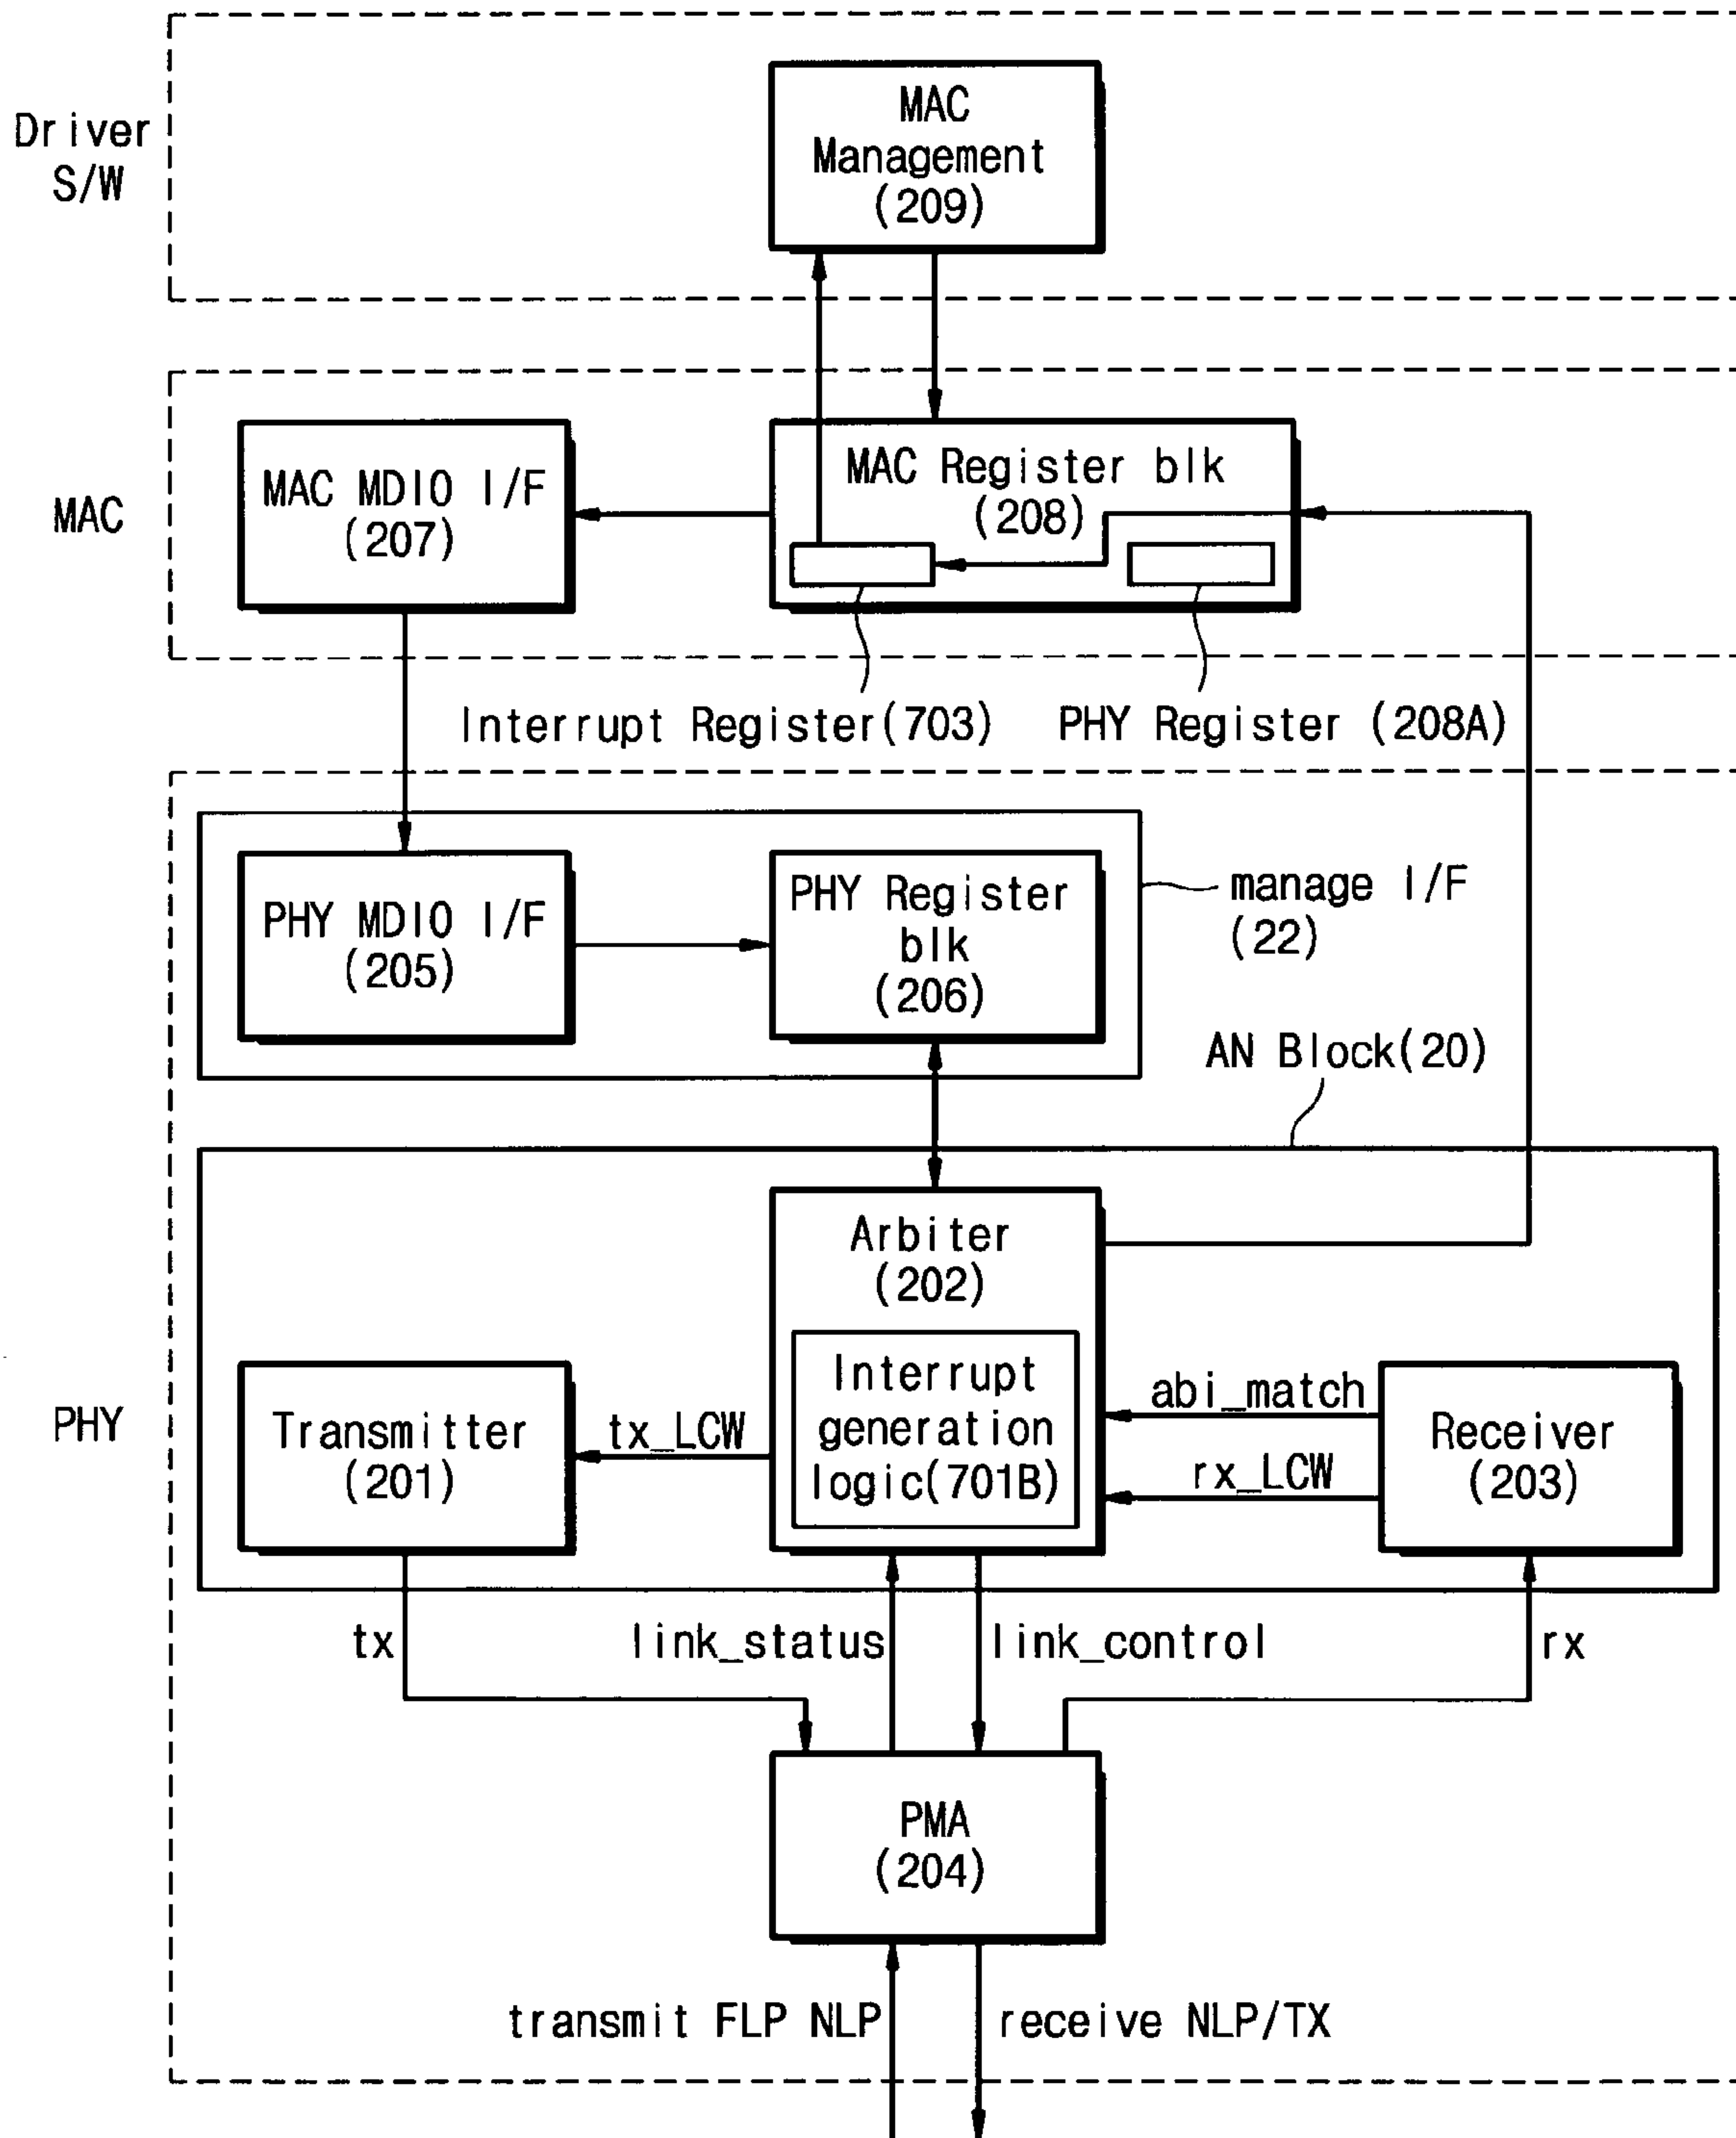 Driver
S/W
MAC
Management
(209)
MAC
MAC MDIO I/F
(207)
MAC Register blk
(208)
Interrupt Register(703)
PHY Register (208A)
PHY MDIO I/F
(205)
PHY Register
blk
(206)
manage I/F
(22)
AN Block(20)
PHY
Arbiter
(202)
Interrupt
generation
logic(701B)
Transmitter
(201)
tx_LCW
abi_match
rx_LCW
Receiver
(203)
tx
link_status
link_control
rx
PMA
(204)
transmit FLP NLP
receive NLP/TX